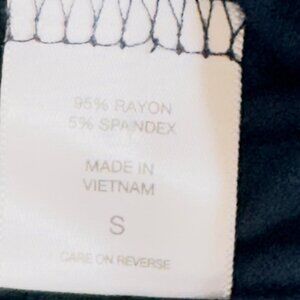 95% RAYON
5% SPANDEX
MADE IN
VIETNAM
S
CARE ON REVERSE